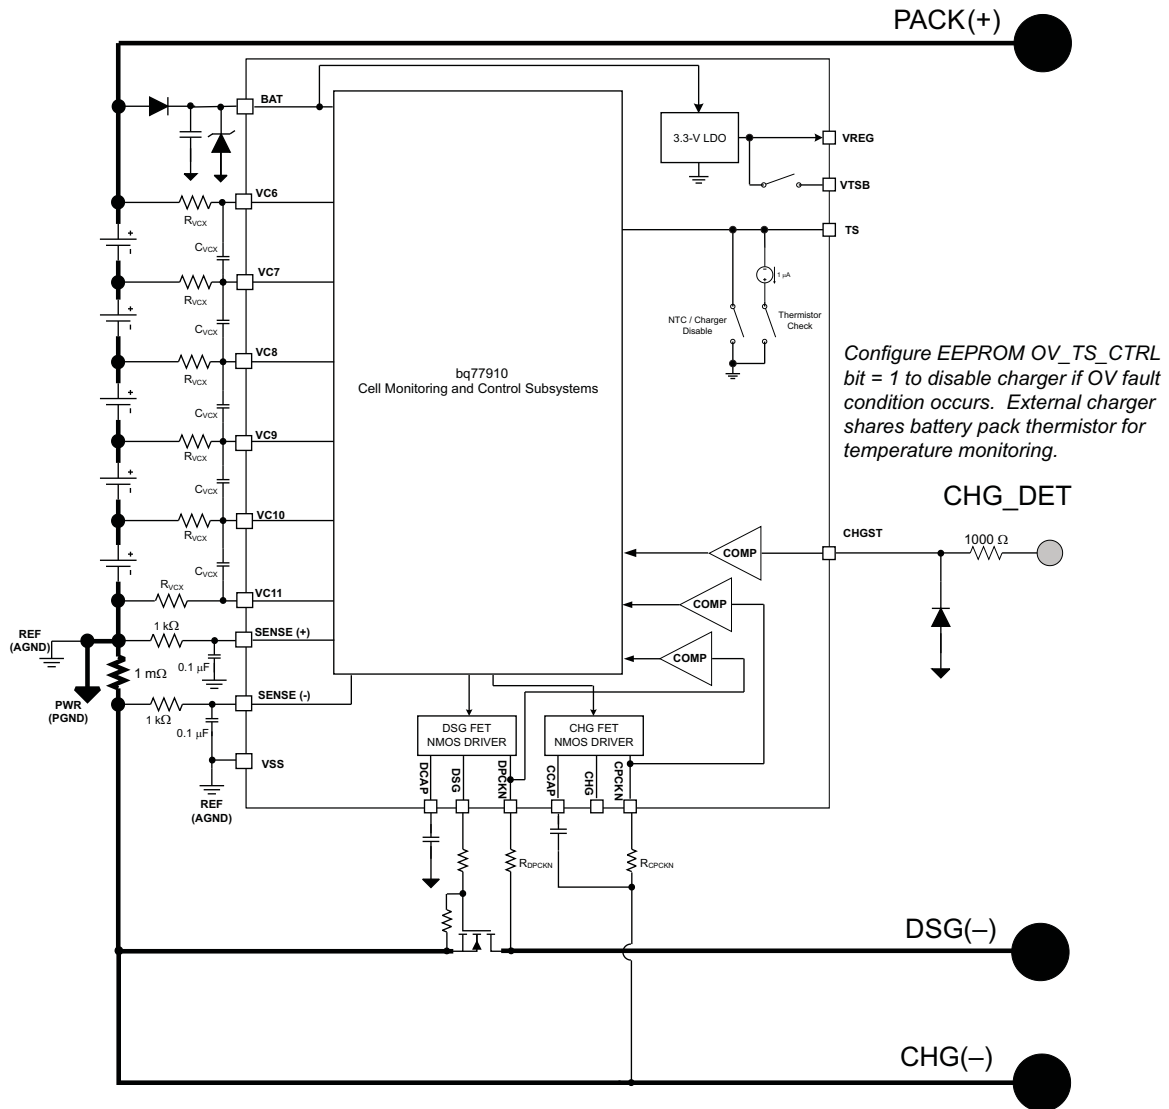 PACK(+)
BAT
3.3-V LDO
VREG
VTSB
VC6
TS
RVCX
CVCX
1 µA
VC7
RVCX
NTC / Charger
Disable
Thermistor
Check
CVCX
VC8
RVCX
bq77910
Cell Monitoring and Control Subsystems
Configure EEPROM OV_TS_CTRL
bit = 1 to disable charger if OV fault
condition occurs. External charger
shares battery pack thermistor for
temperature monitoring.
CVCX
VC9
RVCX
CVCX
CHG_DET
VC10
RVCX
CHGST
1000 Ω
COMP
CVCX
RVCX
VC11
COMP
1 kΩ
SENSE (+)
REF
(AGND)
0.1 µF
COMP
1 mΩ
PWR
(PGND)
SENSE (-)
1 kΩ
0.1 µF
DSG FET
NMOS DRIVER
CHG FET
NMOS DRIVER
VSS
REF
(AGND)
DCAP
DSG
DPCKN
CCAP
CHG
CPCKN
RDPCKN
RCPCKN
DSG(–)
CHG(–)